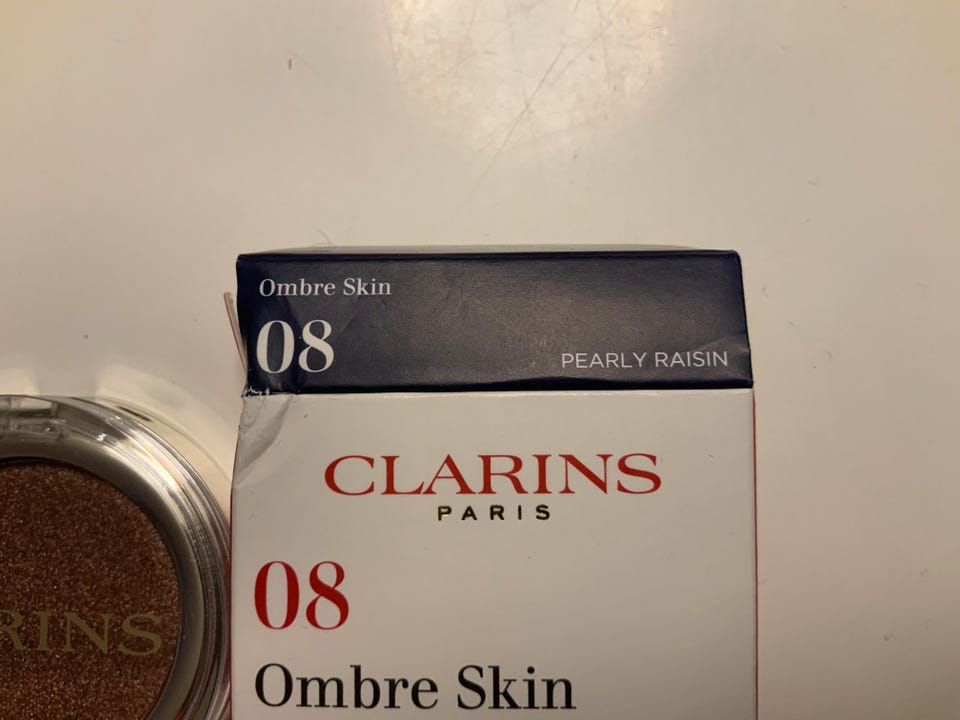 Ombre Skin
08
PEARLY RAISIN
CLARINS
PARIS
08
Ombre Skin
RINS